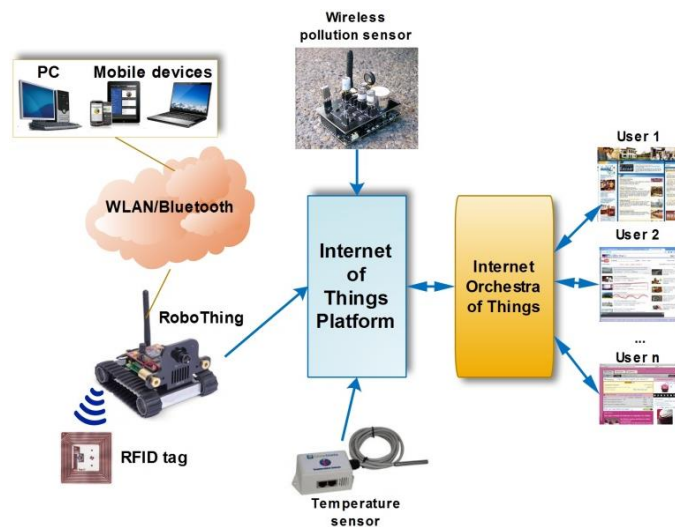 Wireless
pollution sensor
PC
Mobile devices
WLAN/Bluetooth
RoboThing
RFID tag
Internet
of
Things
Platform
Internet
Orchestra
of Things
Temperature
sensor
User 1
User 2
...
User n